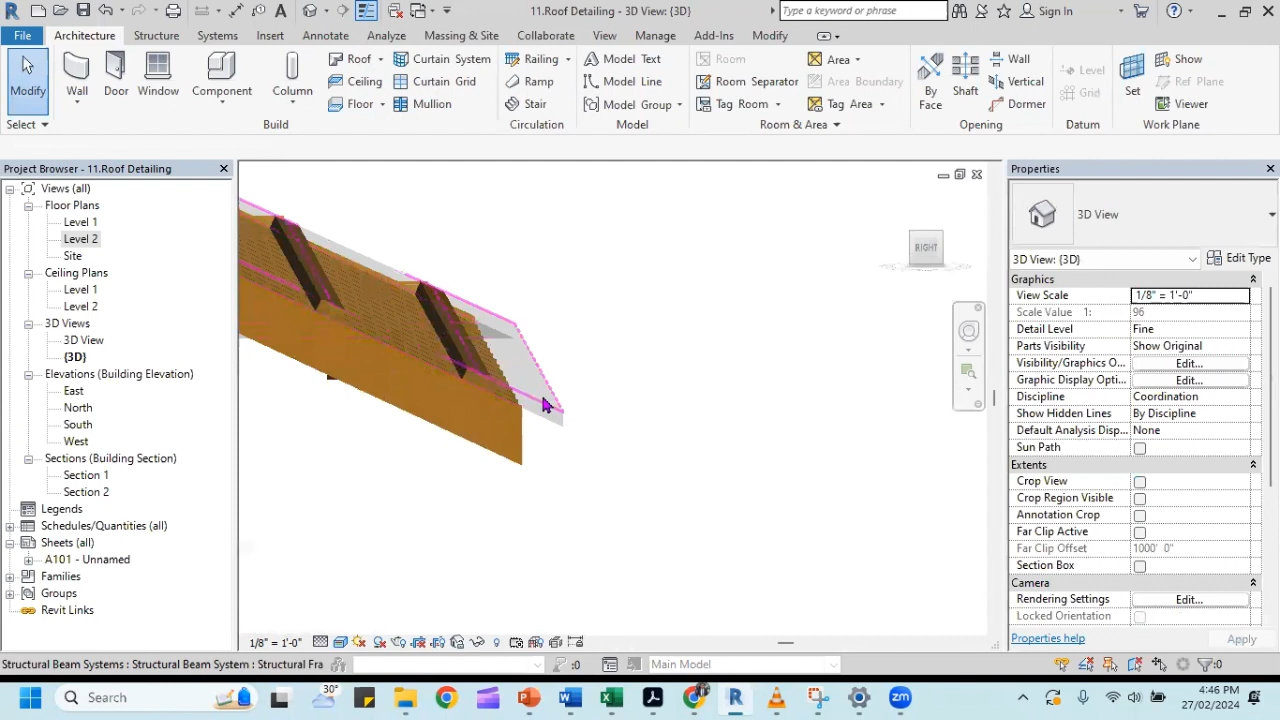 11.Roof Detailing - 3D View: {3D}
Type a keyword or phrase
Sign In
File Architecture Structure Systems Insert Annotate Analyze Massing & Site Collaborate View Manage Add-Ins Modify
Modify
Wall
Door
Window
Component
Column
Roof
Ceiling
Floor
Curtain System
Curtain Grid
Mullion
Railing
Ramp
Stair
Model Text
Model Line
Model Group
Room
Room Separator
Tag Room
Area
Area Boundary
Tag Area
By
Face
Shaft
Wall
Vertical
Dormer
Level
Grid
Set
Show
Ref Plane
Viewer
Select
Build
Circulation
Model
Room & Area
Opening
Datum
Work Plane
Project Browser - 11.Roof Detailing
Views (all)
Floor Plans
Level 1
Level 2
Site
Ceiling Plans
Level 1
Level 2
3D Views
3D View
{3D}
Elevations (Building Elevation)
East
North
South
West
Sections (Building Section)
Section 1
Section 2
Legends
Schedules/Quantities (all)
Sheets (all)
A101 - Unnamed
Families
Groups
Revit Links
RIGHT
Properties
3D View
3D View: {3D}
Edit Type
Graphics
View Scale 1/8" = 1'-0"
Scale Value 1: 96
Detail Level Fine
Parts Visibility Show Original
Visibility/Graphics O... Edit...
Graphic Display Opti... Edit...
Discipline Coordination
Show Hidden Lines By Discipline
Default Analysis Disp... None
Sun Path
Extents
Crop View
Crop Region Visible
Annotation Crop
Far Clip Active
Far Clip Offset 1000' 0"
Section Box
Camera
Rendering Settings Edit...
Locked Orientation
Properties help
Apply
1/8" = 1'-0"
Structural Beam Systems : Structural Beam System : Structural Fra
:0
Main Model
:0
Search
30°
zm
4:46 PM
27/02/2024